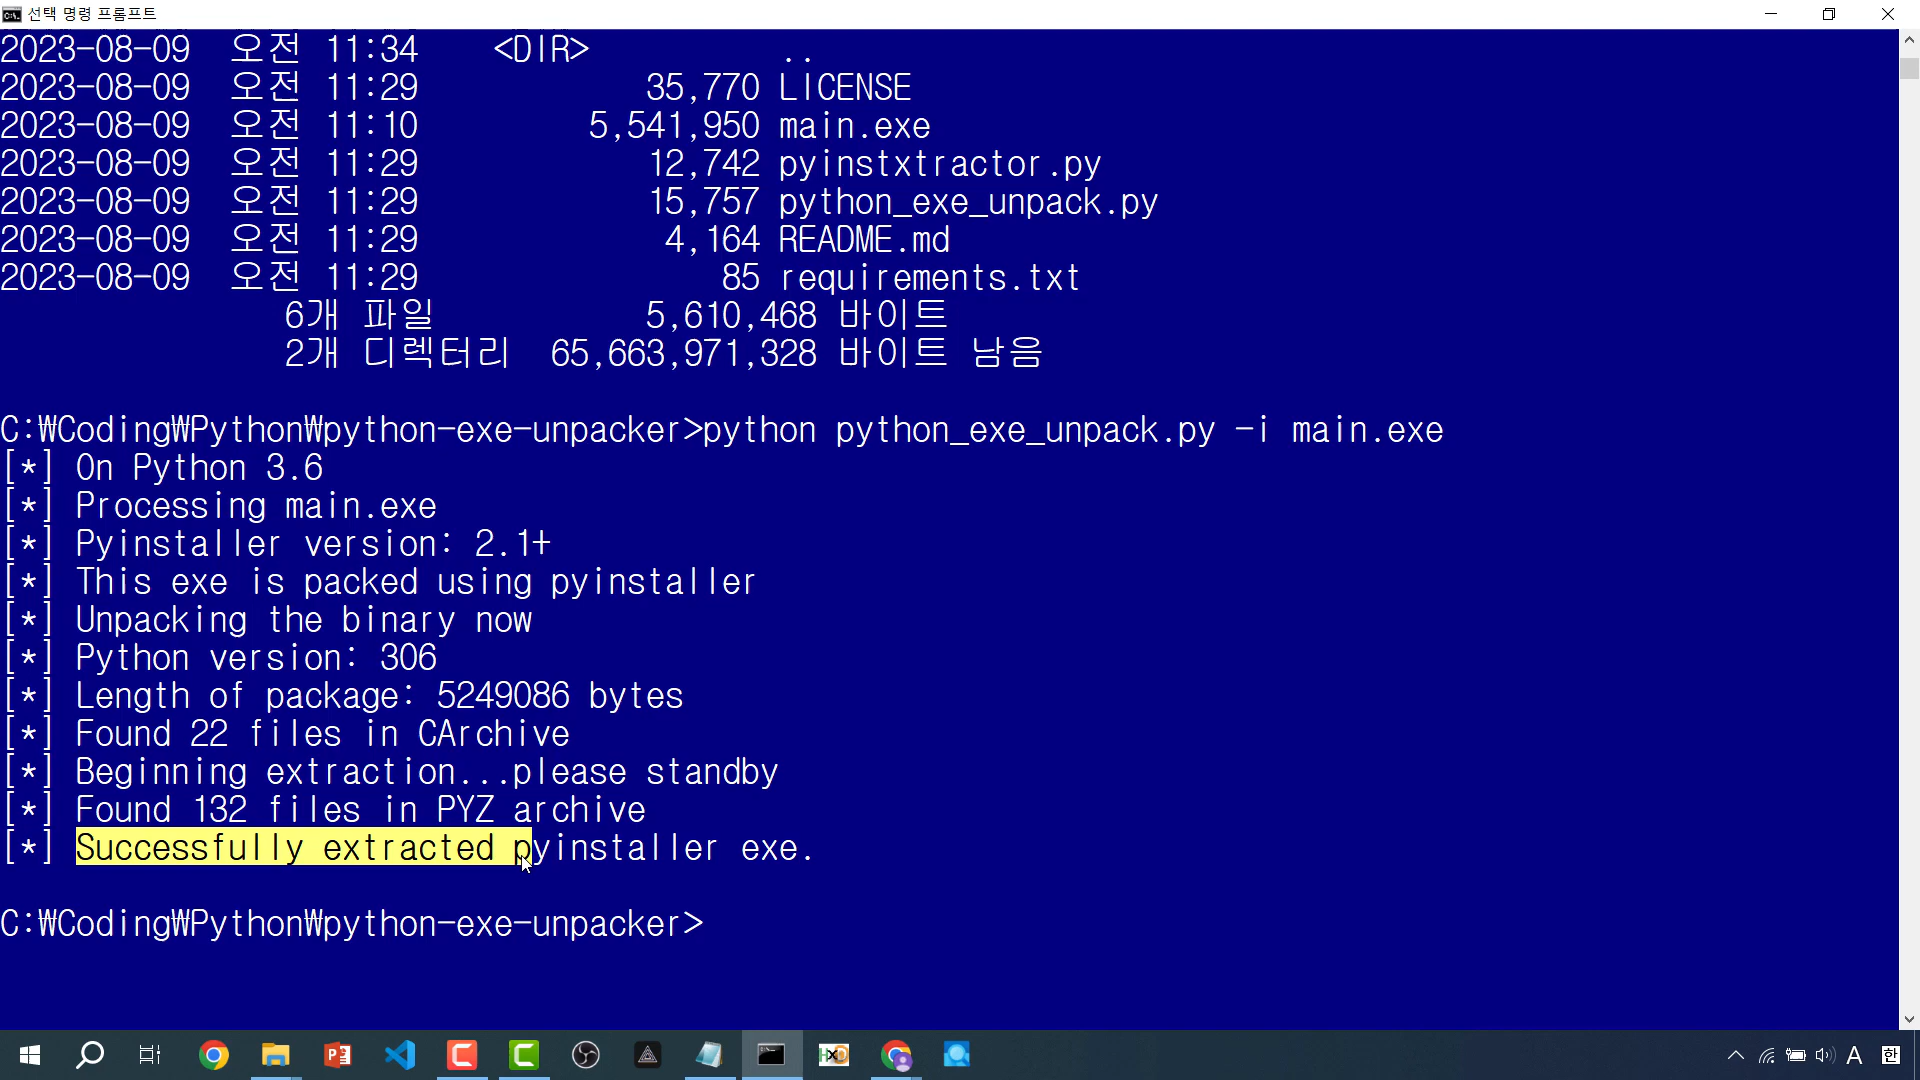 선택 명령 프롬프트
2023-08-09 오전 11:34 <DIR> ..
2023-08-09 오전 11:29 35,770 LICENSE
2023-08-09 오전 11:10 5,541,950 main.exe
2023-08-09 오전 11:29 12,742 pyinstxtractor.py
2023-08-09 오전 11:29 15,757 python_exe_unpack.py
2023-08-09 오전 11:29 4,164 README.md
2023-08-09 오전 11:29 85 requirements.txt
6개 파일 5,610,468 바이트
2개 디렉터리 65,663,971,328 바이트 남음
C:₩Coding₩Python₩python-exe-unpacker>python python_exe_unpack.py -i main.exe
[*] On Python 3.6
[*] Processing main.exe
[*] Pyinstaller version: 2.1+
[*] This exe is packed using pyinstaller
[*] Unpacking the binary now
[*] Python version: 306
[*] Length of package: 5249086 bytes
[*] Found 22 files in CArchive
[*] Beginning extraction...please standby
[*] Found 132 files in PYZ archive
[*] Successfully extracted pyinstaller exe.
C:₩Coding₩Python₩python-exe-unpacker>
A 한